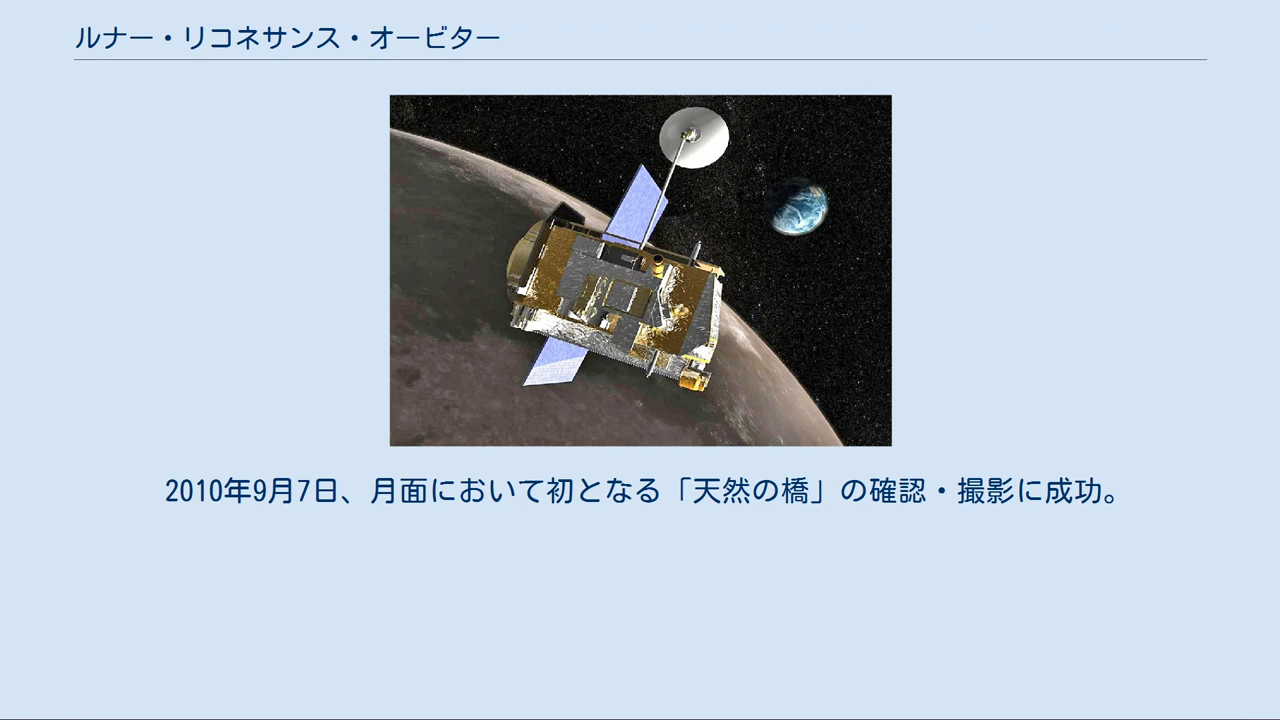 ルナー・リコネサンス・オービター
2010年9月7日、月面において初となる「天然の橋」の確認・撮影に成功。